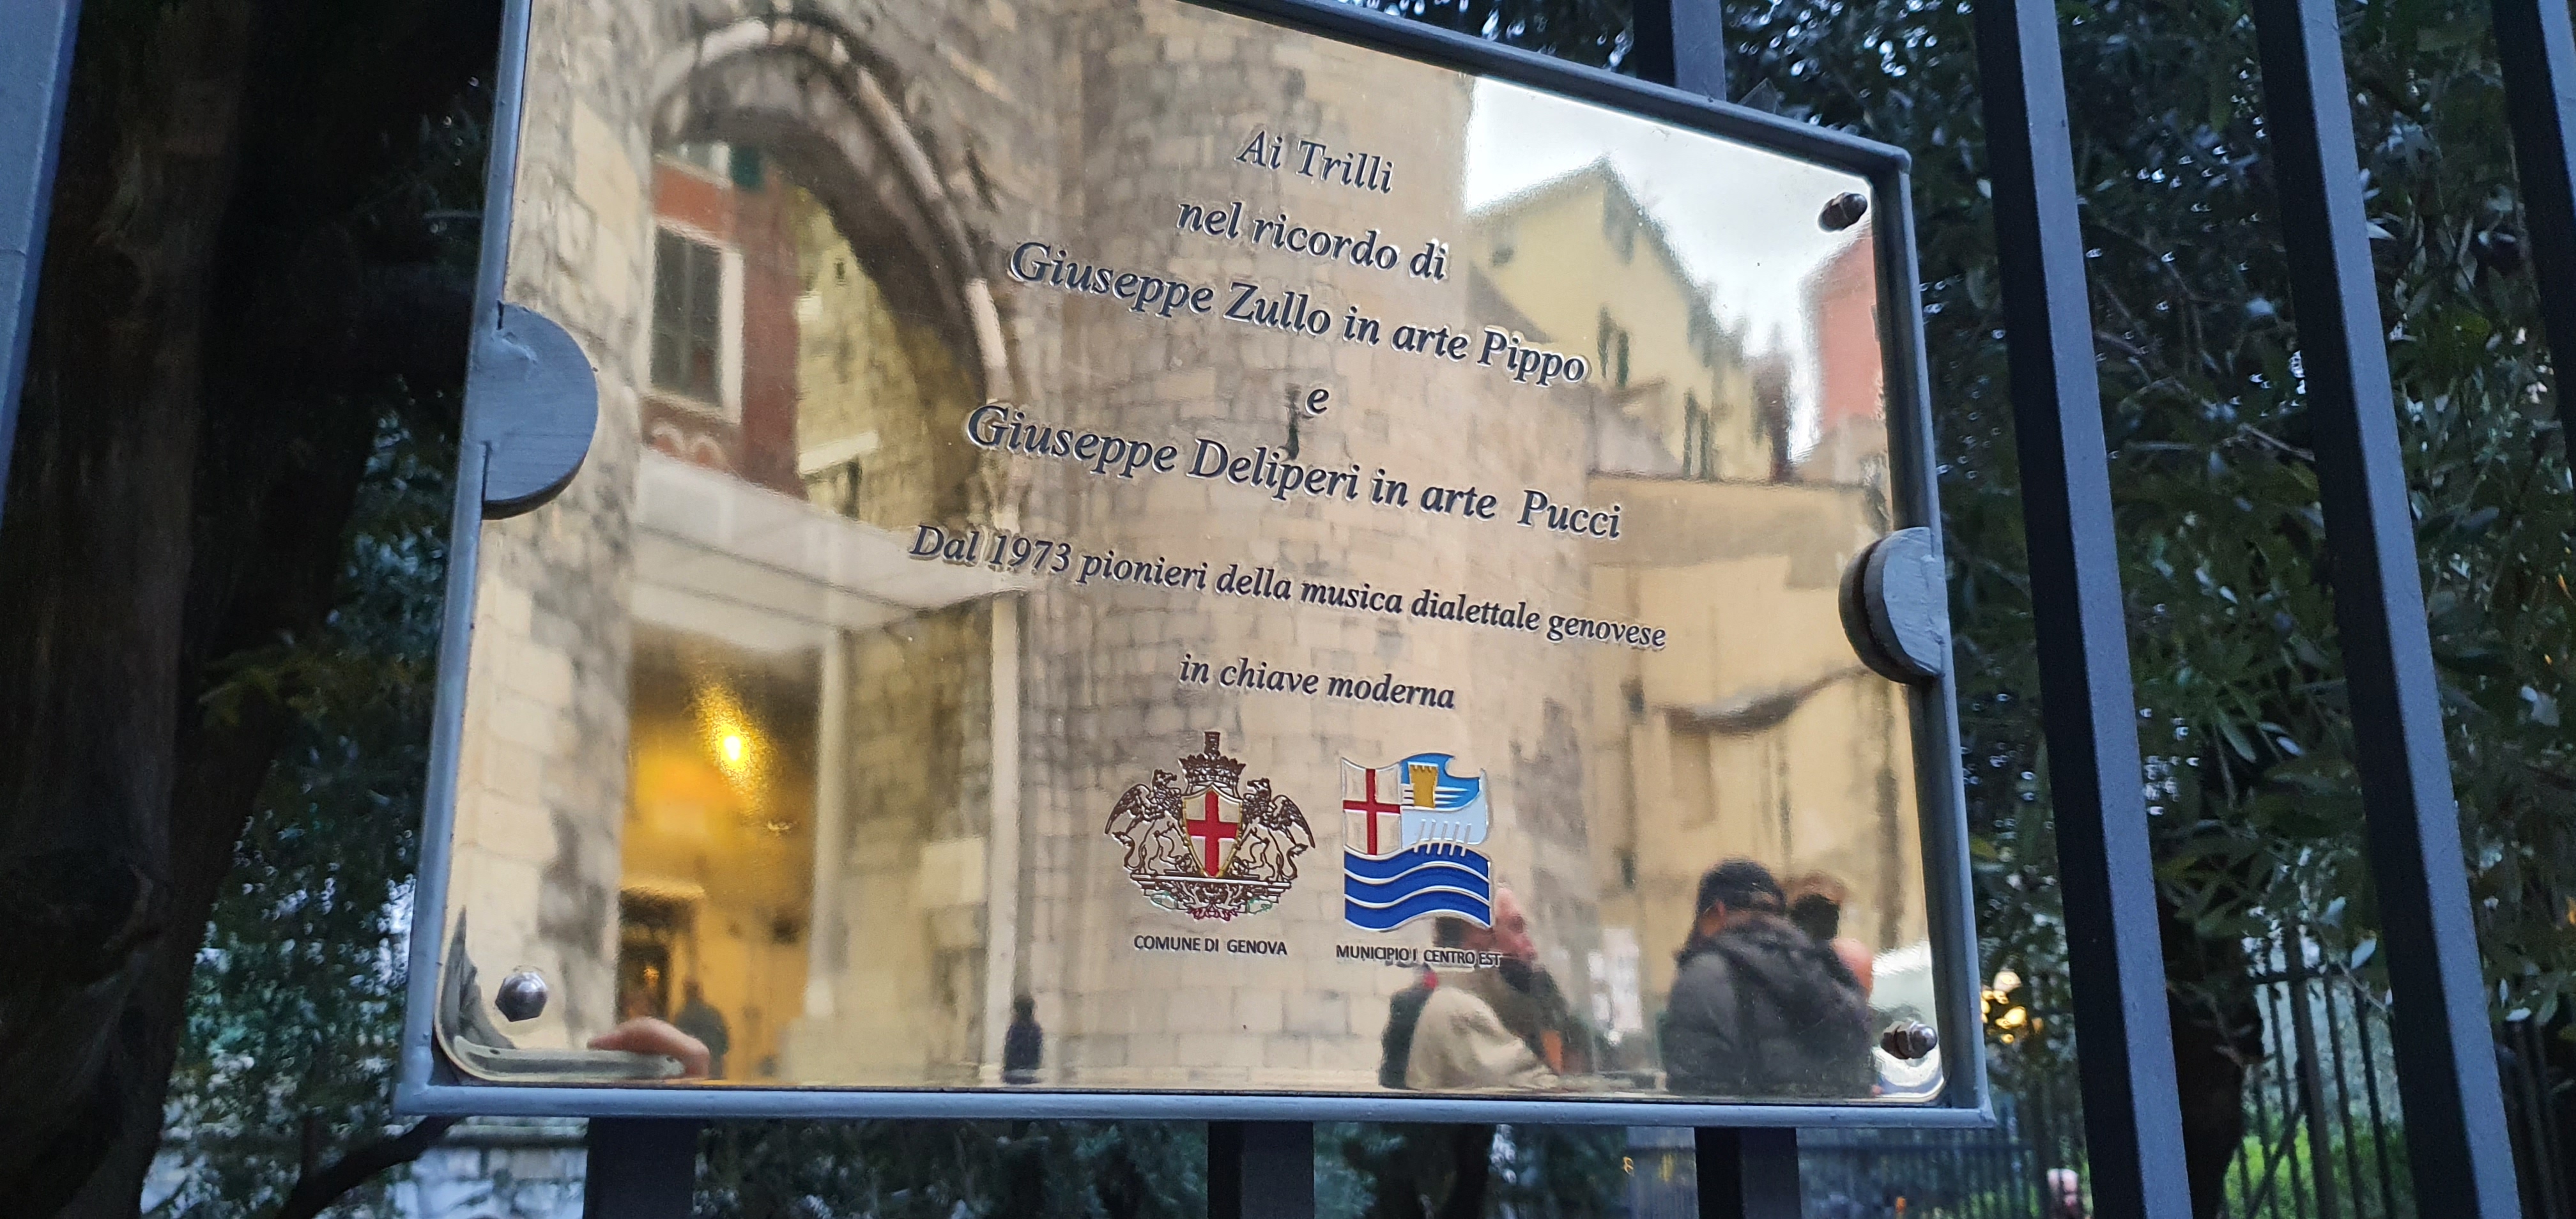 Ai Trilli
nel ricordo di
Giuseppe Zullo in arte Pippo
e
Giuseppe Deliperi in arte Pucci
Dal 1973 pionieri della musica dialettale genovese
in chiave moderna
COMUNE DI GENOVA
MUNICIPIO I CENTRO EST